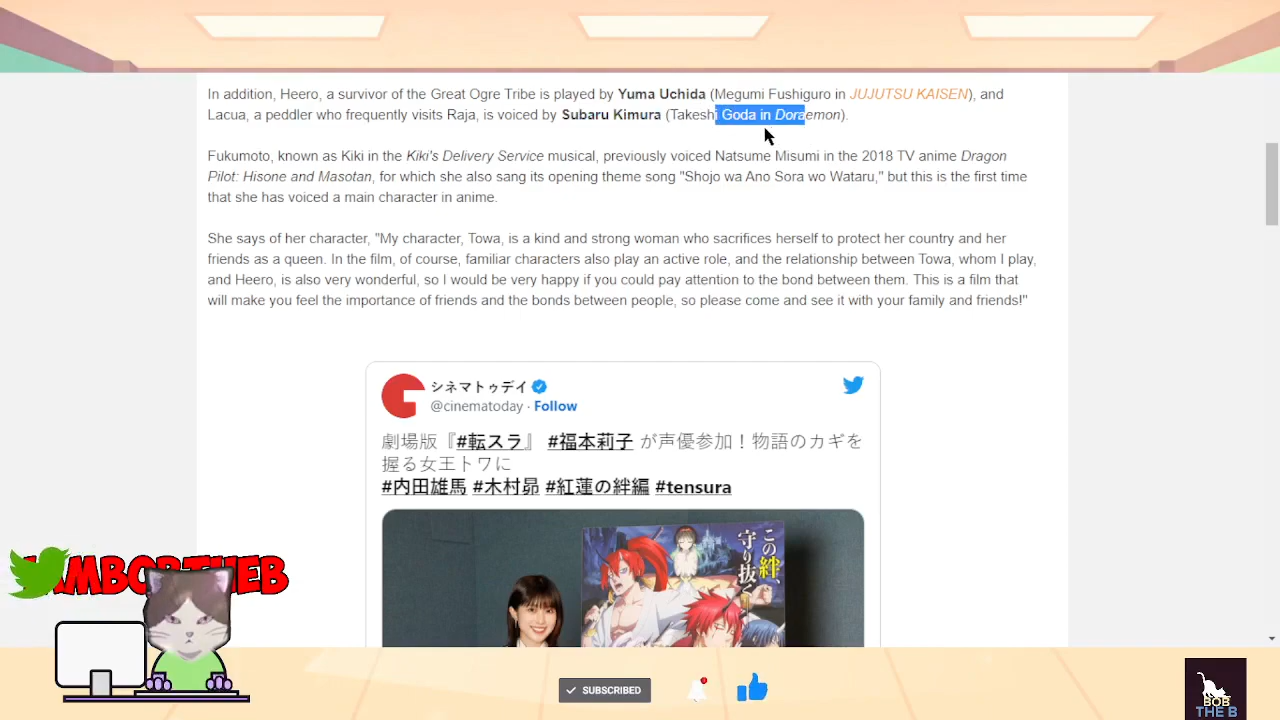 In addition, Heero, a survivor of the Great Ogre Tribe is played by Yuma Uchida (Megumi Fushiguro in JUJUTSU KAISEN), and
Lacua, a peddler who frequently visits Raja, is voiced by Subaru Kimura (Takeshi Goda in Doraemon).
Fukumoto, known as Kiki in the Kiki's Delivery Service musical, previously voiced Natsume Misumi in the 2018 TV anime Dragon
Pilot: Hisone and Masotan, for which she also sang its opening theme song "Shojo wa Ano Sora wo Wataru," but this is the first time
that she has voiced a main character in anime.
She says of her character, "My character, Towa, is a kind and strong woman who sacrifices herself to protect her country and her
friends as a queen. In the film, of course, familiar characters also play an active role, and the relationship between Towa, whom I play,
and Heero, is also very wonderful, so I would be very happy if you could pay attention to the bond between them. This is a film that
will make you feel the importance of friends and the bonds between people, so please come and see it with your family and friends!"
シネマトゥデイ
@cinematoday · Follow
劇場版『#転スラ』 #福本莉子 が声優参加！物語のカギを
握る女王トワに
#内田雄馬 #木村昴 #紅蓮の絆編 #tensura
この絆、
守り抜く
SUBSCRIBED
BOB
THE B